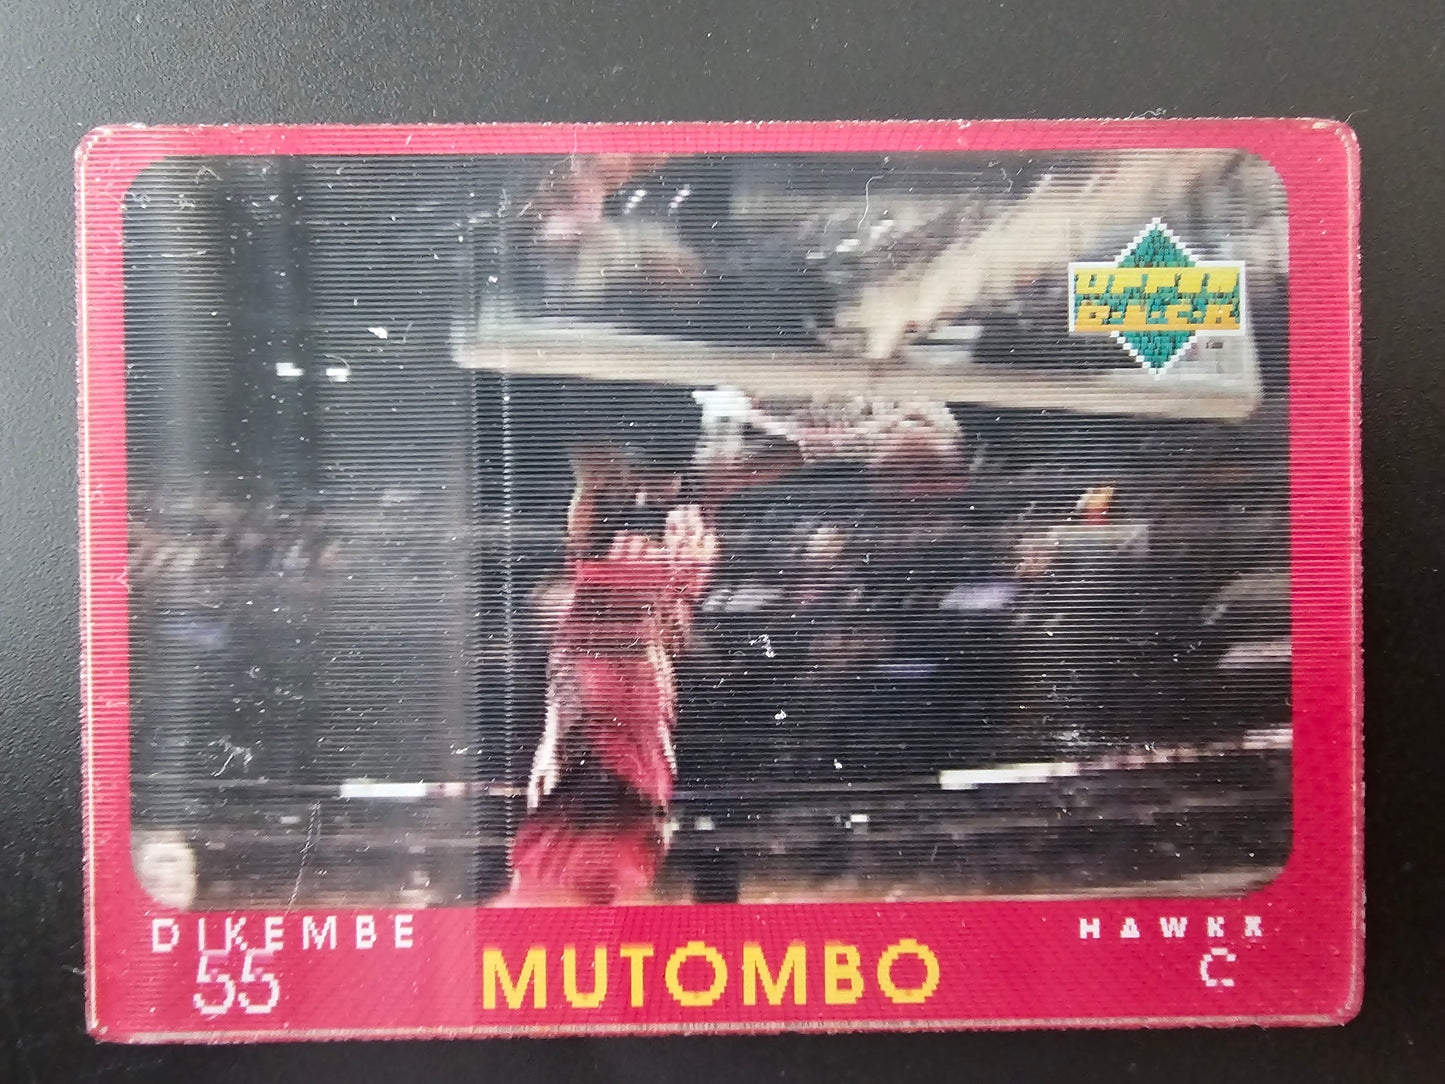 DIKEMBE
55
MUTOMBO
HAWKS
C
UPPER
DECK